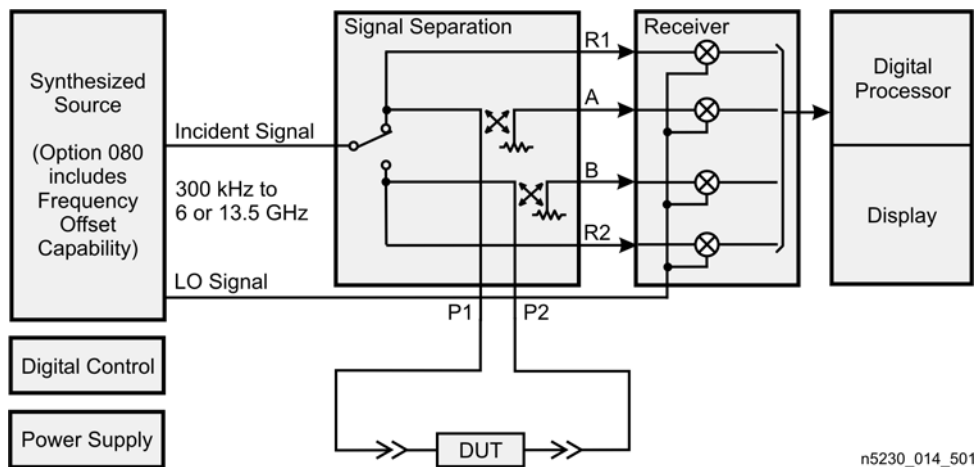 Synthesized
Source
(Option 080
includes
Frequency
Offset
Capability)
Incident Signal
300 kHz to
6 or 13.5 GHz
LO Signal
Signal Separation
R1
A
B
R2
P1
P2
Receiver
Digital
Processor
Display
Digital Control
Power Supply
DUT
n5230_014_501